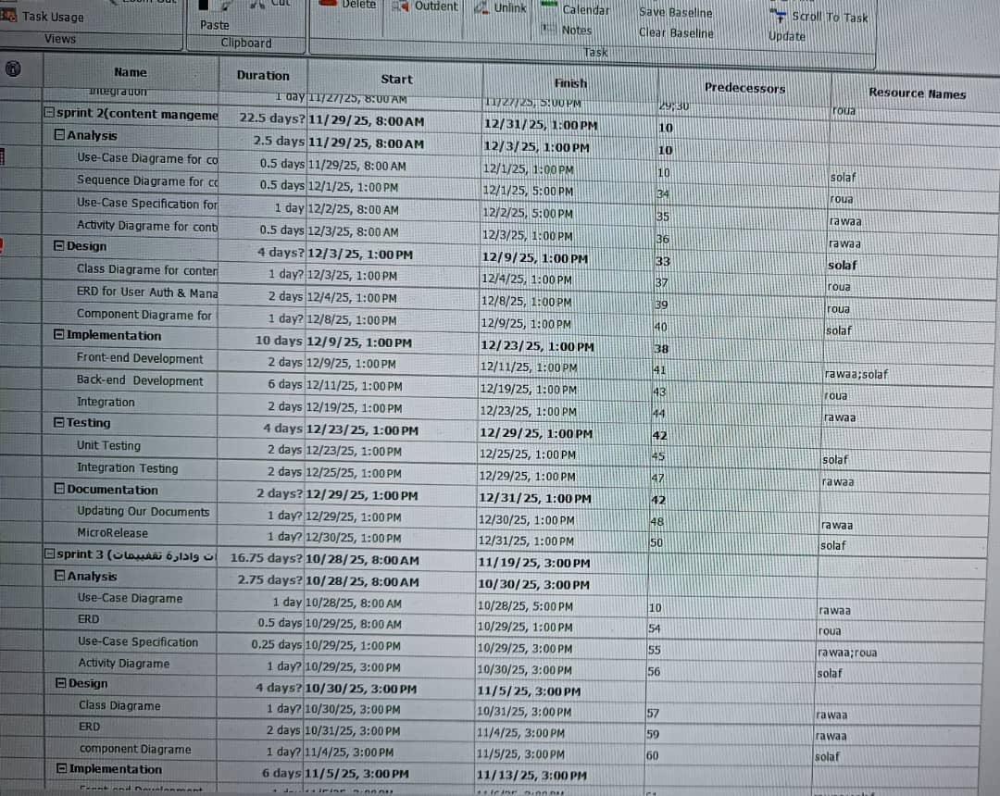 Task Usage
Cut
Paste
Delete
Outdent
Unlink
Calendar
Notes
Save Baseline
Clear Baseline
Scroll To Task
Update
Views
Clipboard
Task
Name Duration Start Finish Predecessors Resource Names
Integration 1 day 11/27/25, 8:00 AM 11/27/25, 5:00 PM 29;30 roua
sprint 2(content mangeme 22.5 days? 11/29/25, 8:00 AM 12/31/25, 1:00 PM 10
Analysis 2.5 days 11/29/25, 8:00 AM 12/3/25, 1:00 PM 10
Use-Case Diagrame for co 0.5 days 11/29/25, 8:00 AM 12/1/25, 1:00 PM 10 solaf
Sequence Diagrame for cc 0.5 days 12/1/25, 1:00 PM 12/1/25, 5:00 PM 34 roua
Use-Case Specification for 1 day 12/2/25, 8:00 AM 12/2/25, 5:00 PM 35 rawaa
Activity Diagrame for cont 0.5 days 12/3/25, 8:00 AM 12/3/25, 1:00 PM 36 rawaa
Design 4 days? 12/3/25, 1:00 PM 12/9/25, 1:00 PM 33 solaf
Class Diagrame for conter 1 day? 12/3/25, 1:00 PM 12/4/25, 1:00 PM 37 roua
ERD for User Auth & Mana 2 days 12/4/25, 1:00 PM 12/8/25, 1:00 PM 39 roua
Component Diagrame for 1 day? 12/8/25, 1:00 PM 12/9/25, 1:00 PM 40 solaf
Implementation 10 days 12/9/25, 1:00 PM 12/23/25, 1:00 PM 38
Front-end Development 2 days 12/9/25, 1:00 PM 12/11/25, 1:00 PM 41 rawaa;solaf
Back-end Development 6 days 12/11/25, 1:00 PM 12/19/25, 1:00 PM 43 roua
Integration 2 days 12/19/25, 1:00 PM 12/23/25, 1:00 PM 44 rawaa
Testing 4 days 12/23/25, 1:00 PM 12/29/25, 1:00 PM 42
Unit Testing 2 days 12/23/25, 1:00 PM 12/25/25, 1:00 PM 45 solaf
Integration Testing 2 days 12/25/25, 1:00 PM 12/29/25, 1:00 PM 47 rawaa
Documentation 2 days? 12/29/25, 1:00 PM 12/31/25, 1:00 PM 42
Updating Our Documents 1 day? 12/29/25, 1:00 PM 12/30/25, 1:00 PM 48 rawaa
MicroRelease 1 day? 12/30/25, 1:00 PM 12/31/25, 1:00 PM 50 solaf
sprint 3 (ات وادارة تقفييمات 16.75 days? 10/28/25, 8:00 AM 11/19/25, 3:00 PM
Analysis 2.75 days? 10/28/25, 8:00 AM 10/30/25, 3:00 PM
Use-Case Diagrame 1 day 10/28/25, 8:00 AM 10/28/25, 5:00 PM 10 rawaa
ERD 0.5 days 10/29/25, 8:00 AM 10/29/25, 1:00 PM 54 roua
Use-Case Specification 0.25 days 10/29/25, 1:00 PM 10/29/25, 3:00 PM 55 rawaa;roua
Activity Diagrame 1 day? 10/29/25, 3:00 PM 10/30/25, 3:00 PM 56 solaf
Design 4 days? 10/30/25, 3:00 PM 11/5/25, 3:00 PM
Class Diagrame 1 day? 10/30/25, 3:00 PM 10/31/25, 3:00 PM 57 rawaa
ERD 2 days 10/31/25, 3:00 PM 11/4/25, 3:00 PM 59 rawaa
component Diagrame 1 day? 11/4/25, 3:00 PM 11/5/25, 3:00 PM 60 solaf
Implementation 6 days 11/5/25, 3:00 PM 11/13/25, 3:00 PM